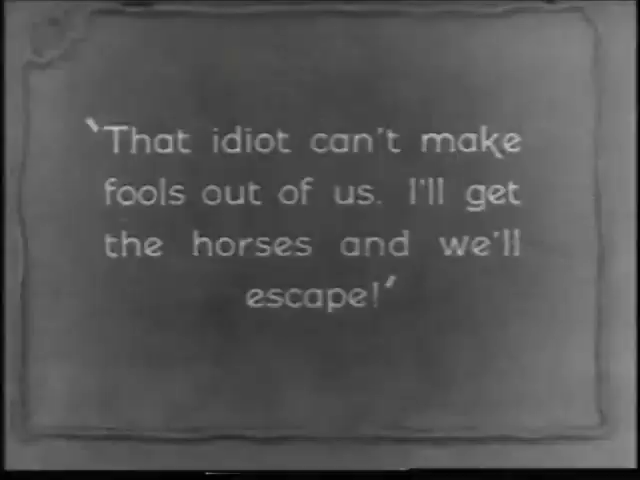 "That idiot can't make
fools out of us. I'll get
the horses and we'll
escape!"